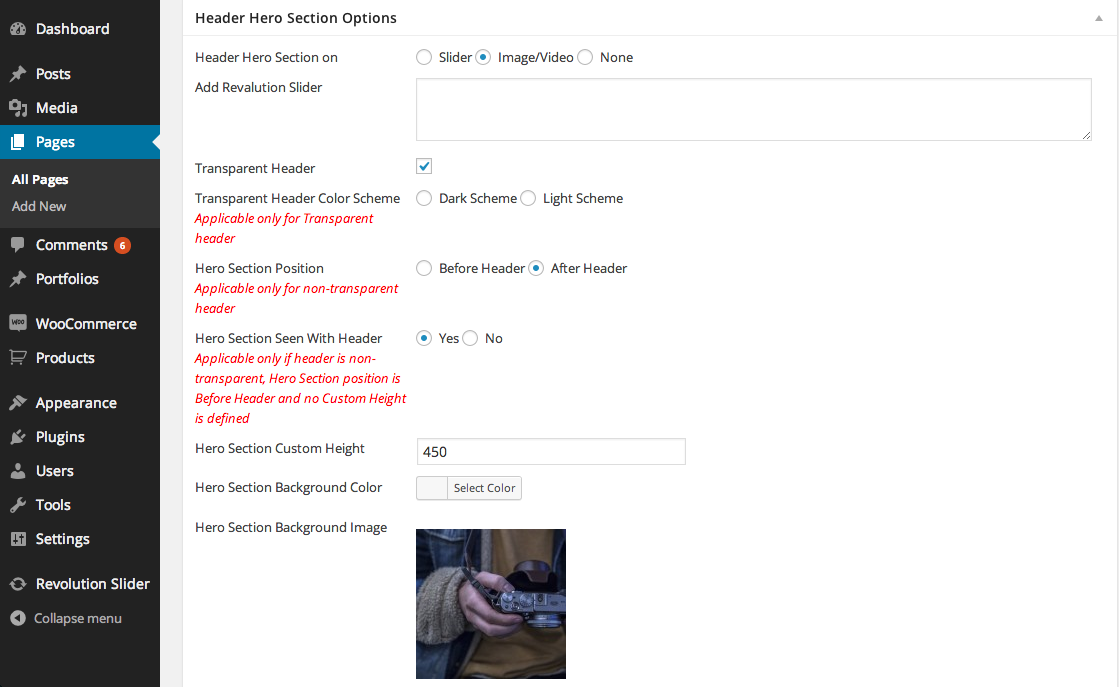 Dashboard
Posts
Media
Pages
All Pages
Add New
Comments 6
Portfolios
WooCommerce
Products
Appearance
Plugins
Users
Tools
Settings
Revolution Slider
Collapse menu
Header Hero Section Options
Header Hero Section on Slider Image/Video None
Add Revalution Slider
Transparent Header
Transparent Header Color Scheme Dark Scheme Light Scheme
Applicable only for Transparent
header
Hero Section Position Before Header After Header
Applicable only for non-transparent
header
Hero Section Seen With Header Yes No
Applicable only if header is non-
transparent, Hero Section position is
Before Header and no Custom Height
is defined
Hero Section Custom Height 450
Hero Section Background Color Select Color
Hero Section Background Image